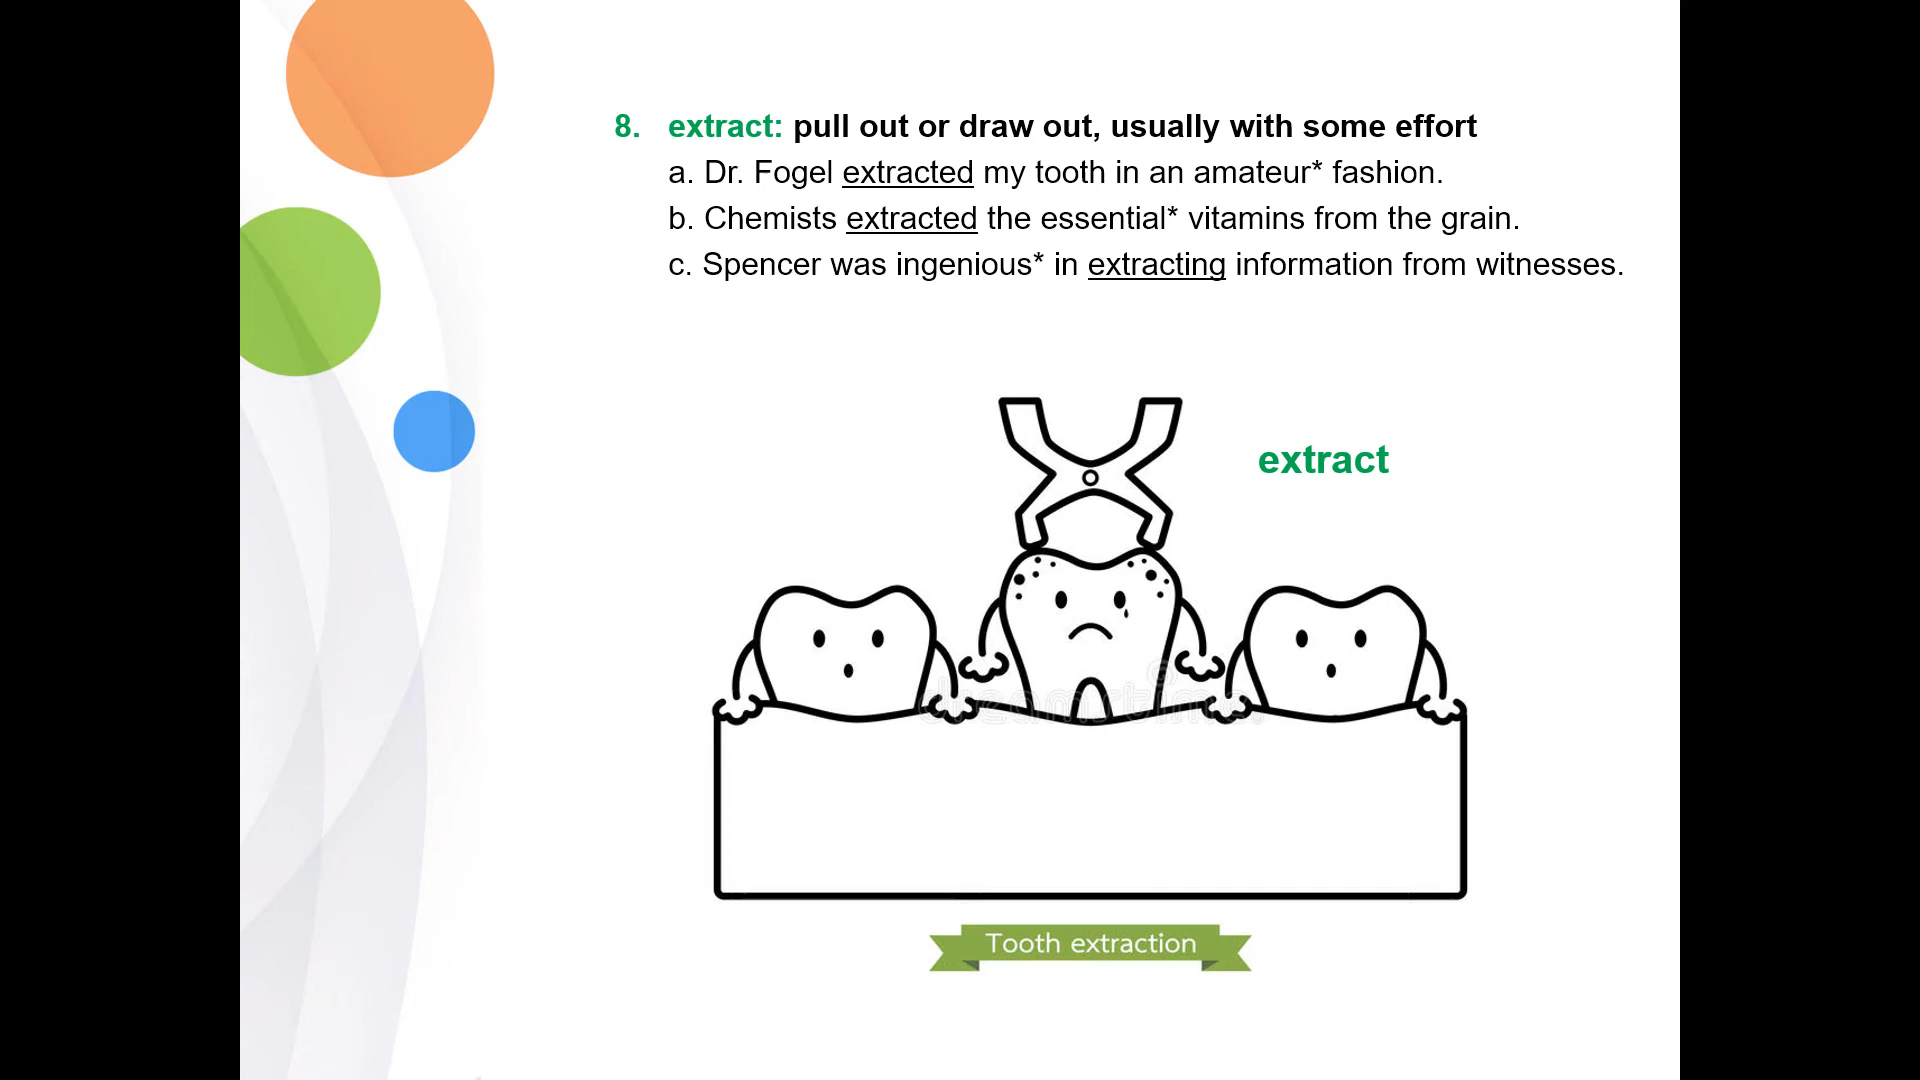 8. extract: pull out or draw out, usually with some effort
a. Dr. Fogel extracted my tooth in an amateur* fashion.
b. Chemists extracted the essential* vitamins from the grain.
c. Spencer was ingenious* in extracting information from witnesses.
extract
dreamstime.
Tooth extraction